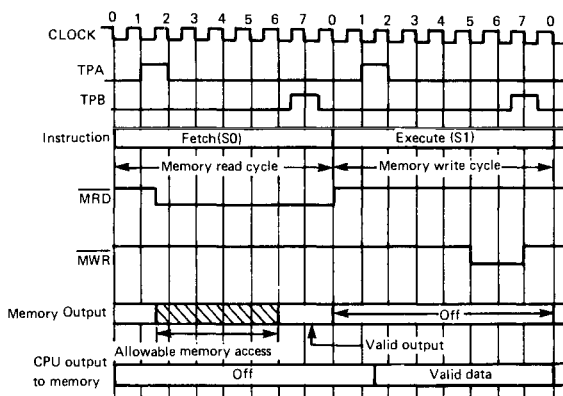 0 1 2 3 4 5 6 7 0 1 2 3 4 5 6 7 0
CLOCK
TPA
TPB
Instruction Fetch(S0) Execute (S1)
Memory read cycle Memory write cycle
MRD
MWR
Memory Output Off
Allowable memory access Valid output
CPU output
to memory Off Valid data